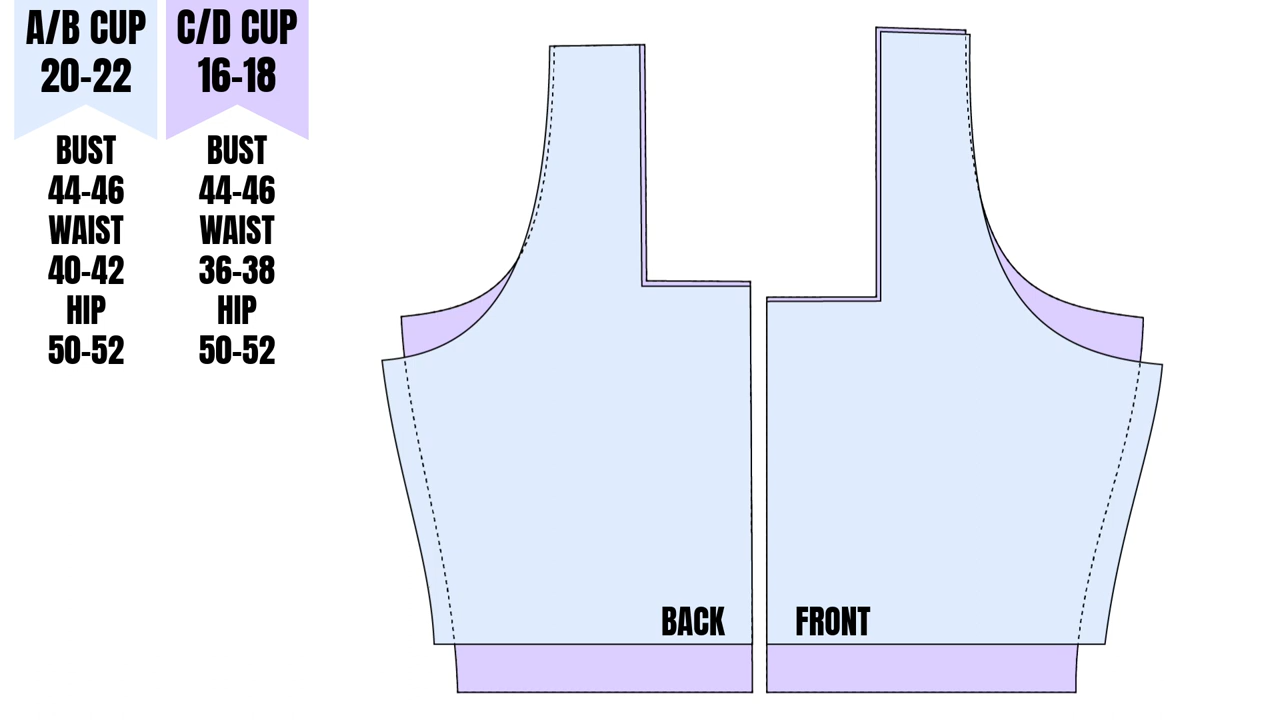 A/B CUP
20-22
BUST
44-46
WAIST
40-42
HIP
50-52
C/D CUP
16-18
BUST
44-46
WAIST
36-38
HIP
50-52
BACK
FRONT